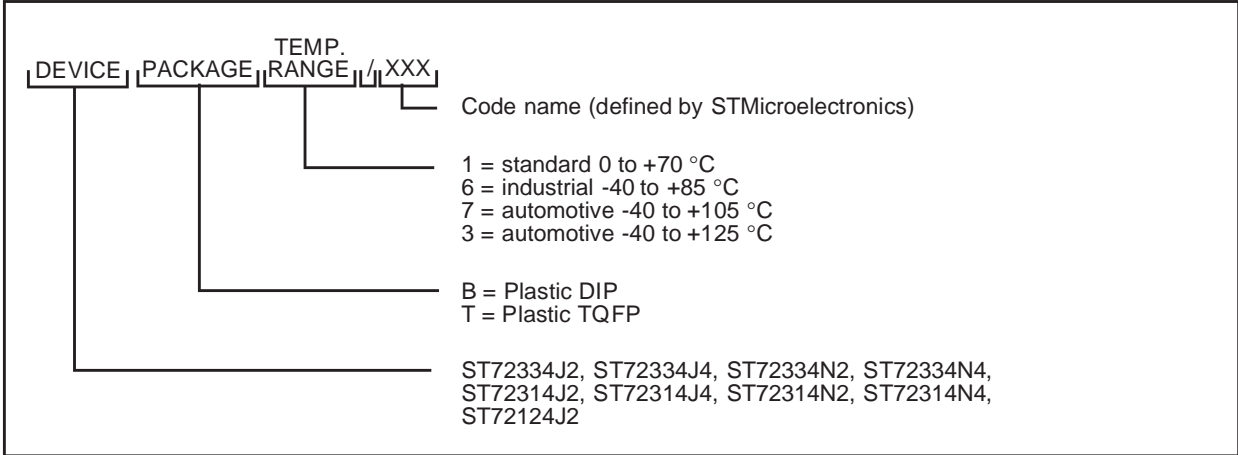 TEMP.
DEVICE PACKAGE RANGE / XXX
Code name (defined by STMicroelectronics)
1 = standard 0 to +70 °C
6 = industrial -40 to +85 °C
7 = automotive -40 to +105 °C
3 = automotive -40 to +125 °C
B = Plastic DIP
T = Plastic TQFP
ST72334J2, ST72334J4, ST72334N2, ST72334N4,
ST72314J2, ST72314J4, ST72314N2, ST72314N4,
ST72124J2